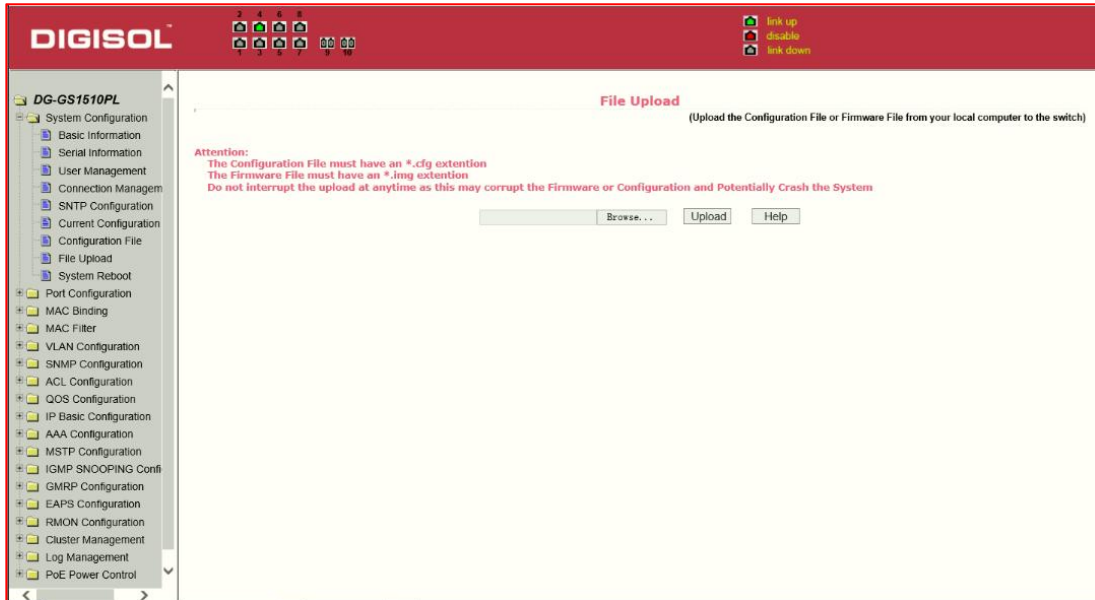 DIGISOL™
2 4 6 8
1 3 5 7 9 10
link up
disable
link down
DG-GS1510PL
System Configuration
Basic Information
Serial Information
User Management
Connection Managem
SNTP Configuration
Current Configuration
Configuration File
File Upload
System Reboot
Port Configuration
MAC Binding
MAC Filter
VLAN Configuration
SNMP Configuration
ACL Configuration
QOS Configuration
IP Basic Configuration
AAA Configuration
MSTP Configuration
IGMP SNOOPING Confi
GMRP Configuration
EAPS Configuration
RMON Configuration
Cluster Management
Log Management
PoE Power Control
File Upload
(Upload the Configuration File or Firmware File from your local computer to the switch)
Attention:
The Configuration File must have an *.cfg extention
The Firmware File must have an *.img extention
Do not interrupt the upload at anytime as this may corrupt the Firmware or Configuration and Potentially Crash the System
Browse... Upload Help